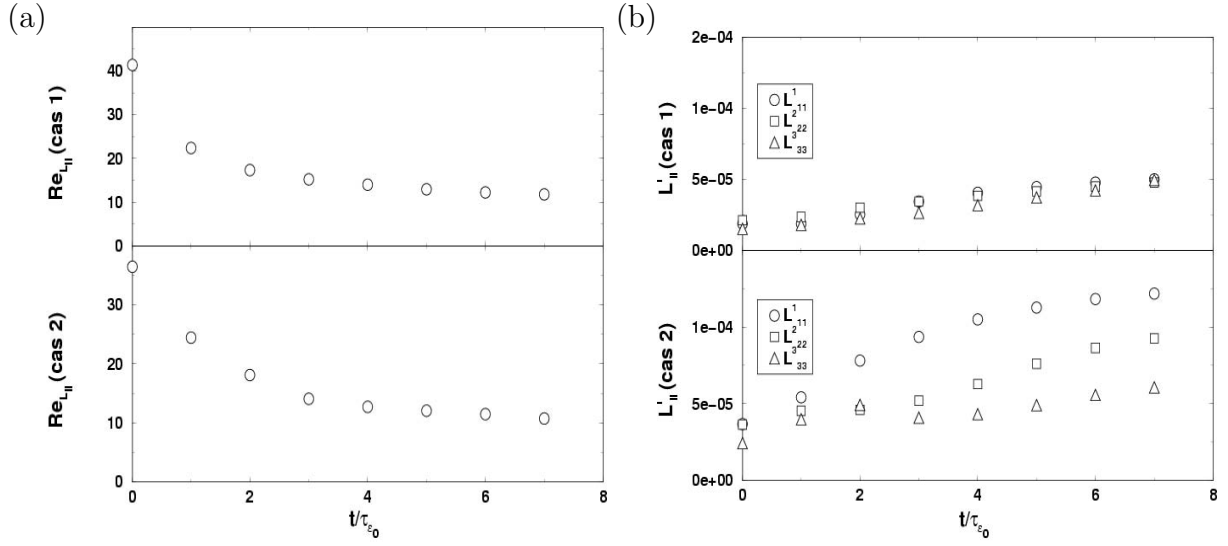 (a)
40
30
20
10
0
Re_{L_{II}} (cas 1)
30
20
10
0
Re_{L_{II}} (cas 2)
0 2 4 6 8
t/τ_{ε_0}
(b)
2e−04
1e−04
5e−05
0e+00
L'_{II} (cas 1)
L^1_{11}
L^2_{22}
L^3_{33}
1e−04
5e−05
0e+00
L'_{II} (cas 2)
L^1_{11}
L^2_{22}
L^3_{33}
0 2 4 6 8
t/τ_{ε_0}